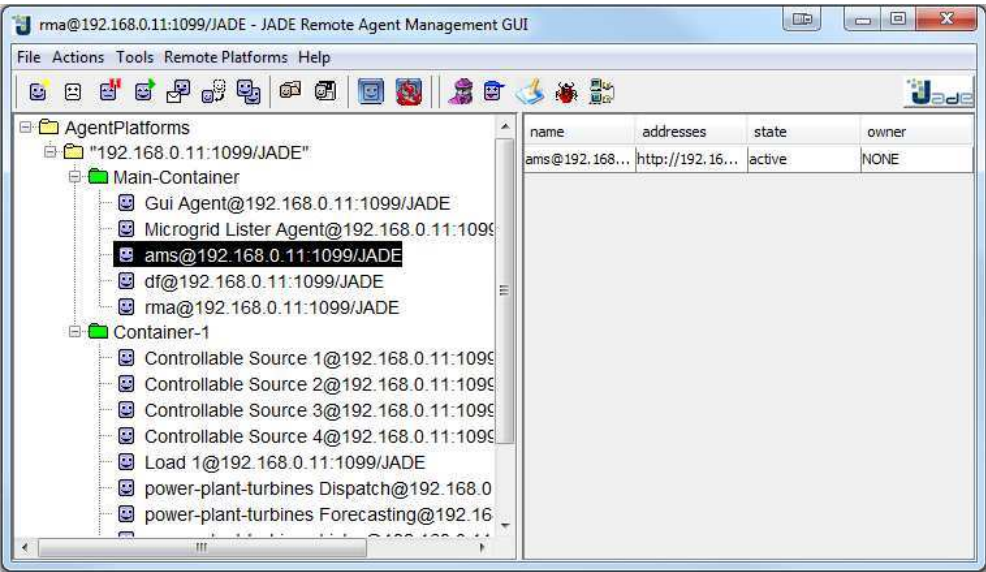 rma@192.168.0.11:1099/JADE - JADE Remote Agent Management GUI
File Actions Tools Remote Platforms Help
Jade
AgentPlatforms
"192.168.0.11:1099/JADE"
Main-Container
Gui Agent@192.168.0.11:1099/JADE
Microgrid Lister Agent@192.168.0.11:1099
ams@192.168.0.11:1099/JADE
df@192.168.0.11:1099/JADE
rma@192.168.0.11:1099/JADE
Container-1
Controllable Source 1@192.168.0.11:1099
Controllable Source 2@192.168.0.11:1099
Controllable Source 3@192.168.0.11:1099
Controllable Source 4@192.168.0.11:1099
Load 1@192.168.0.11:1099/JADE
power-plant-turbines Dispatch@192.168.0
power-plant-turbines Forecasting@192.16
name addresses state owner
ams@192.168... http://192.16... active NONE